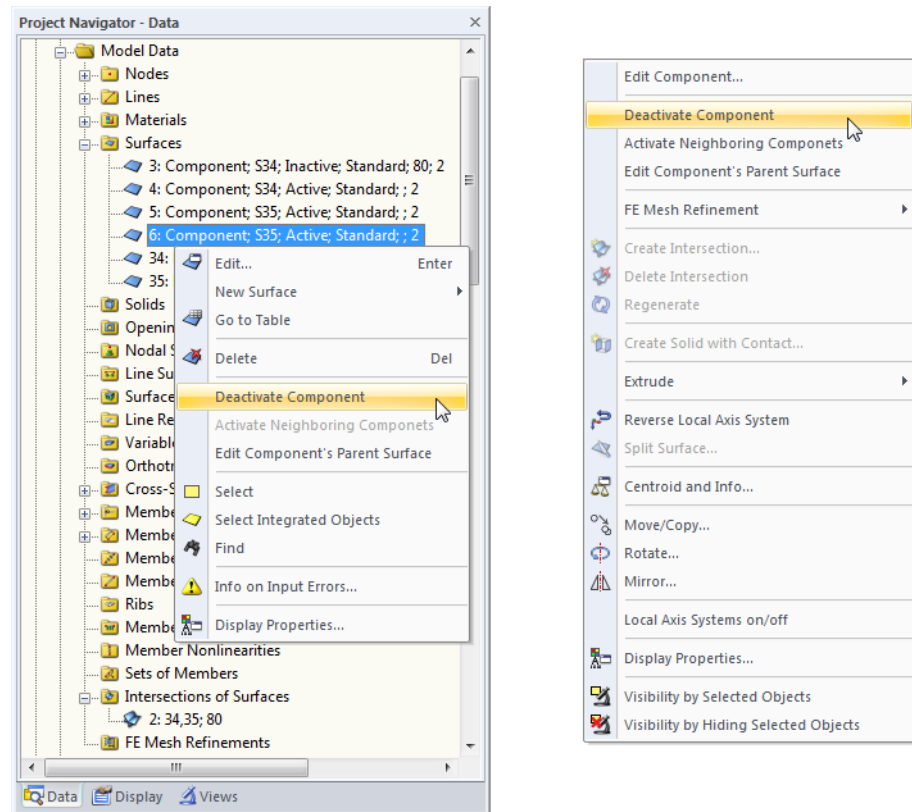 Project Navigator - Data
Model Data
Nodes
Lines
Materials
Surfaces
3: Component; S34; Inactive; Standard; 80; 2
4: Component; S34; Active; Standard; ; 2
5: Component; S35; Active; Standard; ; 2
6: Component; S35; Active; Standard; ; 2
34:
35:
Solids
Openin
Nodal S
Line Su
Surface
Line Re
Variabl
Orthotr
Cross-S
Membe
Membe
Membe
Membe
Ribs
Membe
Member Nonlinearities
Sets of Members
Intersections of Surfaces
2: 34,35; 80
FE Mesh Refinements
Data Display Views
Edit... Enter
New Surface
Go to Table
Delete Del
Deactivate Component
Activate Neighboring Componets
Edit Component's Parent Surface
Select
Select Integrated Objects
Find
Info on Input Errors...
Display Properties...
Edit Component...
Deactivate Component
Activate Neighboring Componets
Edit Component's Parent Surface
FE Mesh Refinement
Create Intersection...
Delete Intersection
Regenerate
Create Solid with Contact...
Extrude
Reverse Local Axis System
Split Surface...
Centroid and Info...
Move/Copy...
Rotate...
Mirror...
Local Axis Systems on/off
Display Properties...
Visibility by Selected Objects
Visibility by Hiding Selected Objects